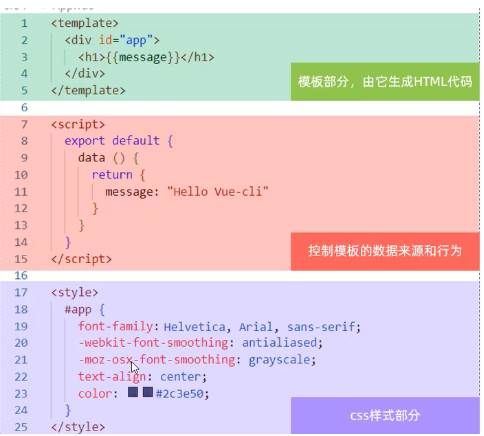 1 <template>
2 <div id="app">
3 <h1>{{message}}</h1>
4 </div>
模板部分，由它生成HTML代码
5 </template>
6
7 <script>
8 export default {
9 data () {
10 return {
11 message: "Hello Vue-cli"
12 }
13 }
14 }
控制模板的数据来源和行为
15 </script>
16
17 <style>
18 #app {
19 font-family: Helvetica, Arial, sans-serif;
20 -webkit-font-smoothing: antialiased;
21 -moz-osx-font-smoothing: grayscale;
22 text-align: center;
23 color: #2c3e50;
24 }
css样式部分
25 </style>